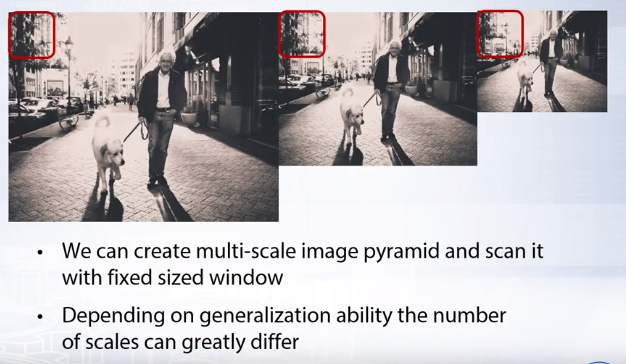 • We can create multi-scale image pyramid and scan it
with fixed sized window
• Depending on generalization ability the number
of scales can greatly differ